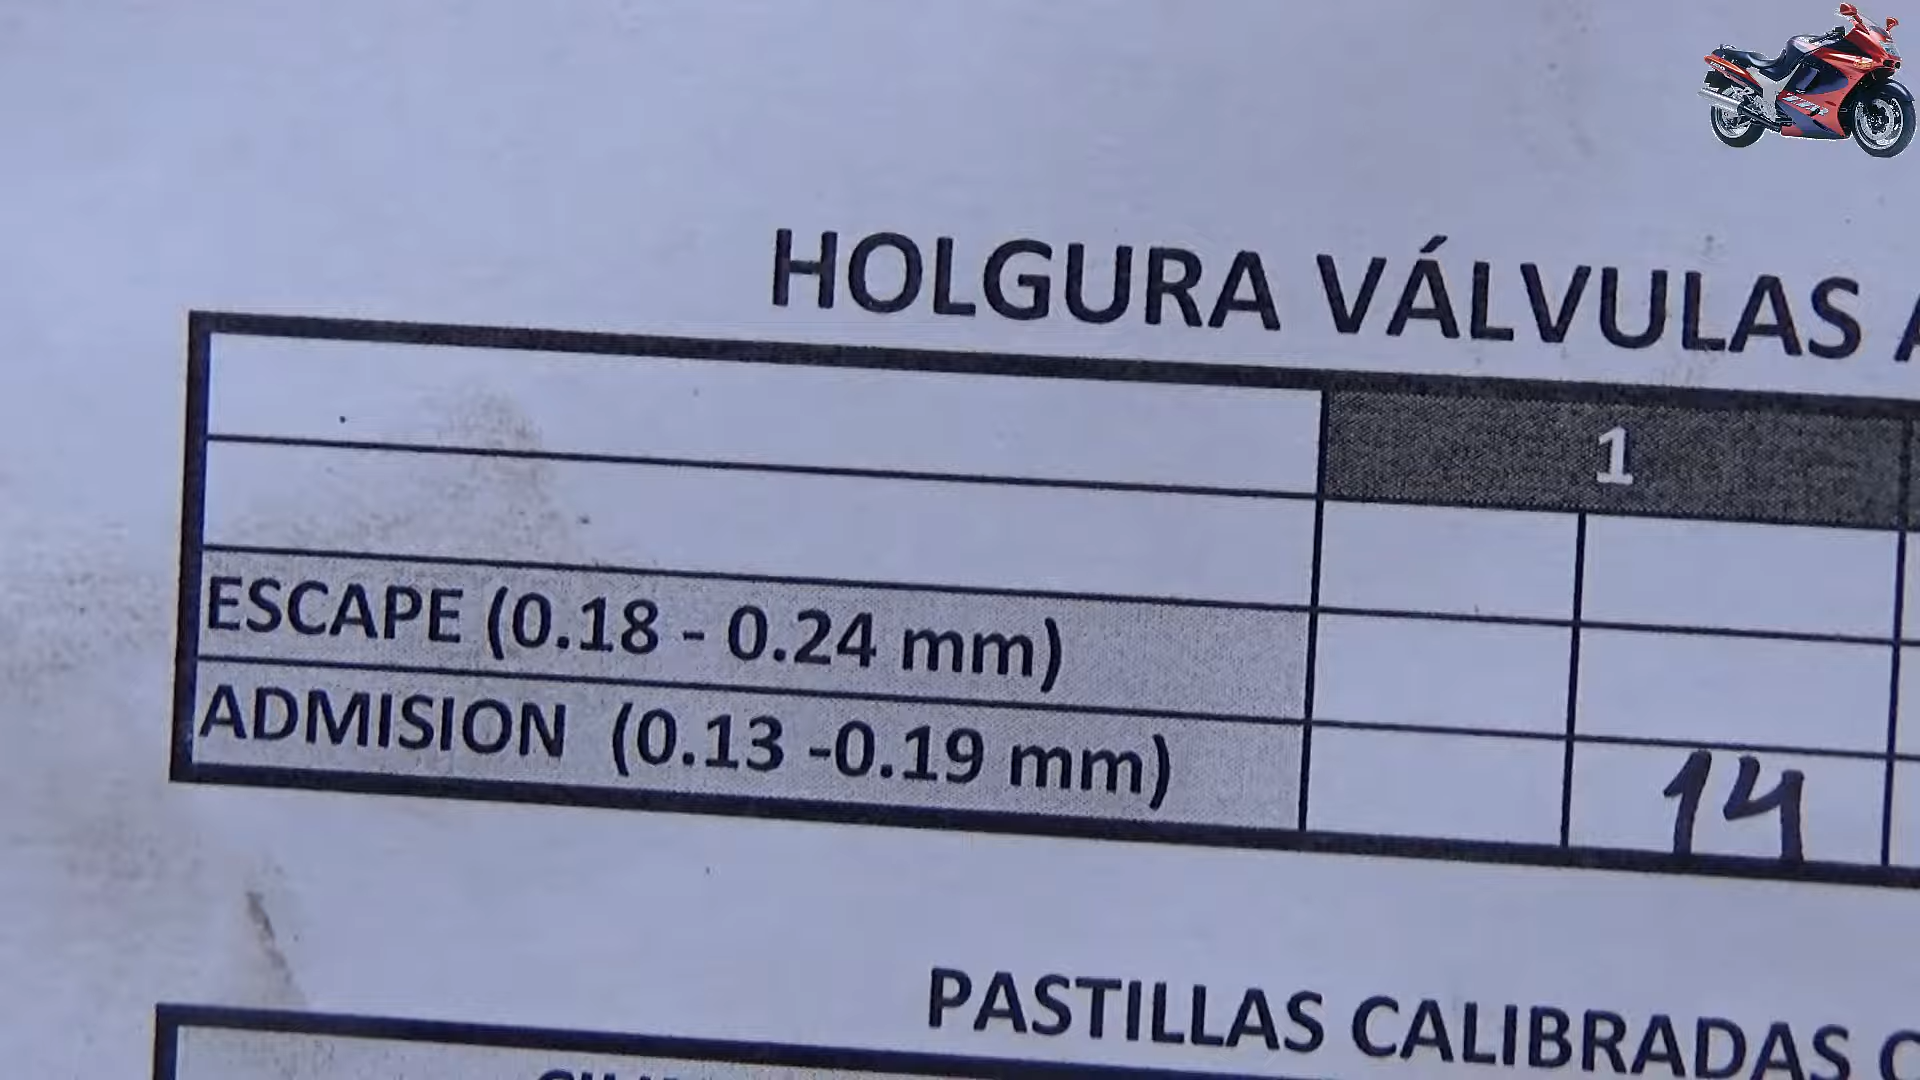 HOLGURA VÁLVULAS
1
ESCAPE (0.18 - 0.24 mm)
ADMISION (0.13 -0.19 mm)
14
PASTILLAS CALIBRADAS